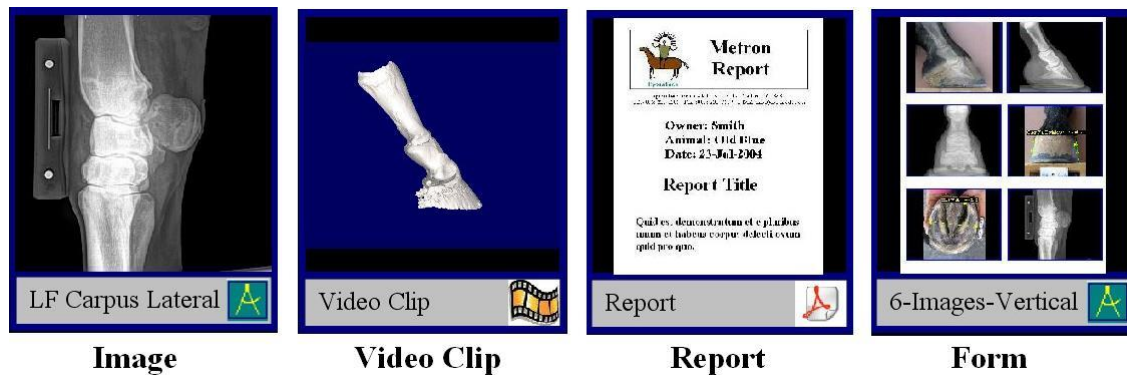 Metron
Report
Owner: Smith
Animal: Old Blue
Date: 23-Jul-2004
Report Title
Quid es. demonstratum et e pluribus
unum et habeus corpus delecti ovum
quid pro quo.
LF Carpus Lateral
Video Clip
Report
6-Images-Vertical
Image
Video Clip
Report
Form